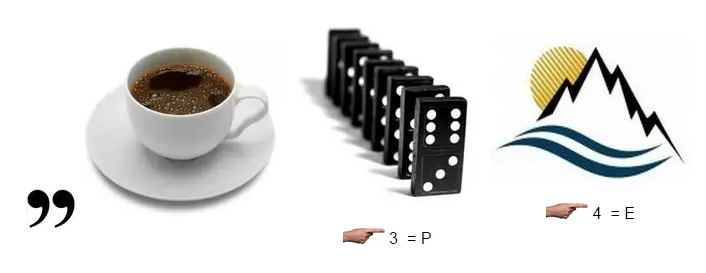 ,,
4 = E
3 = P